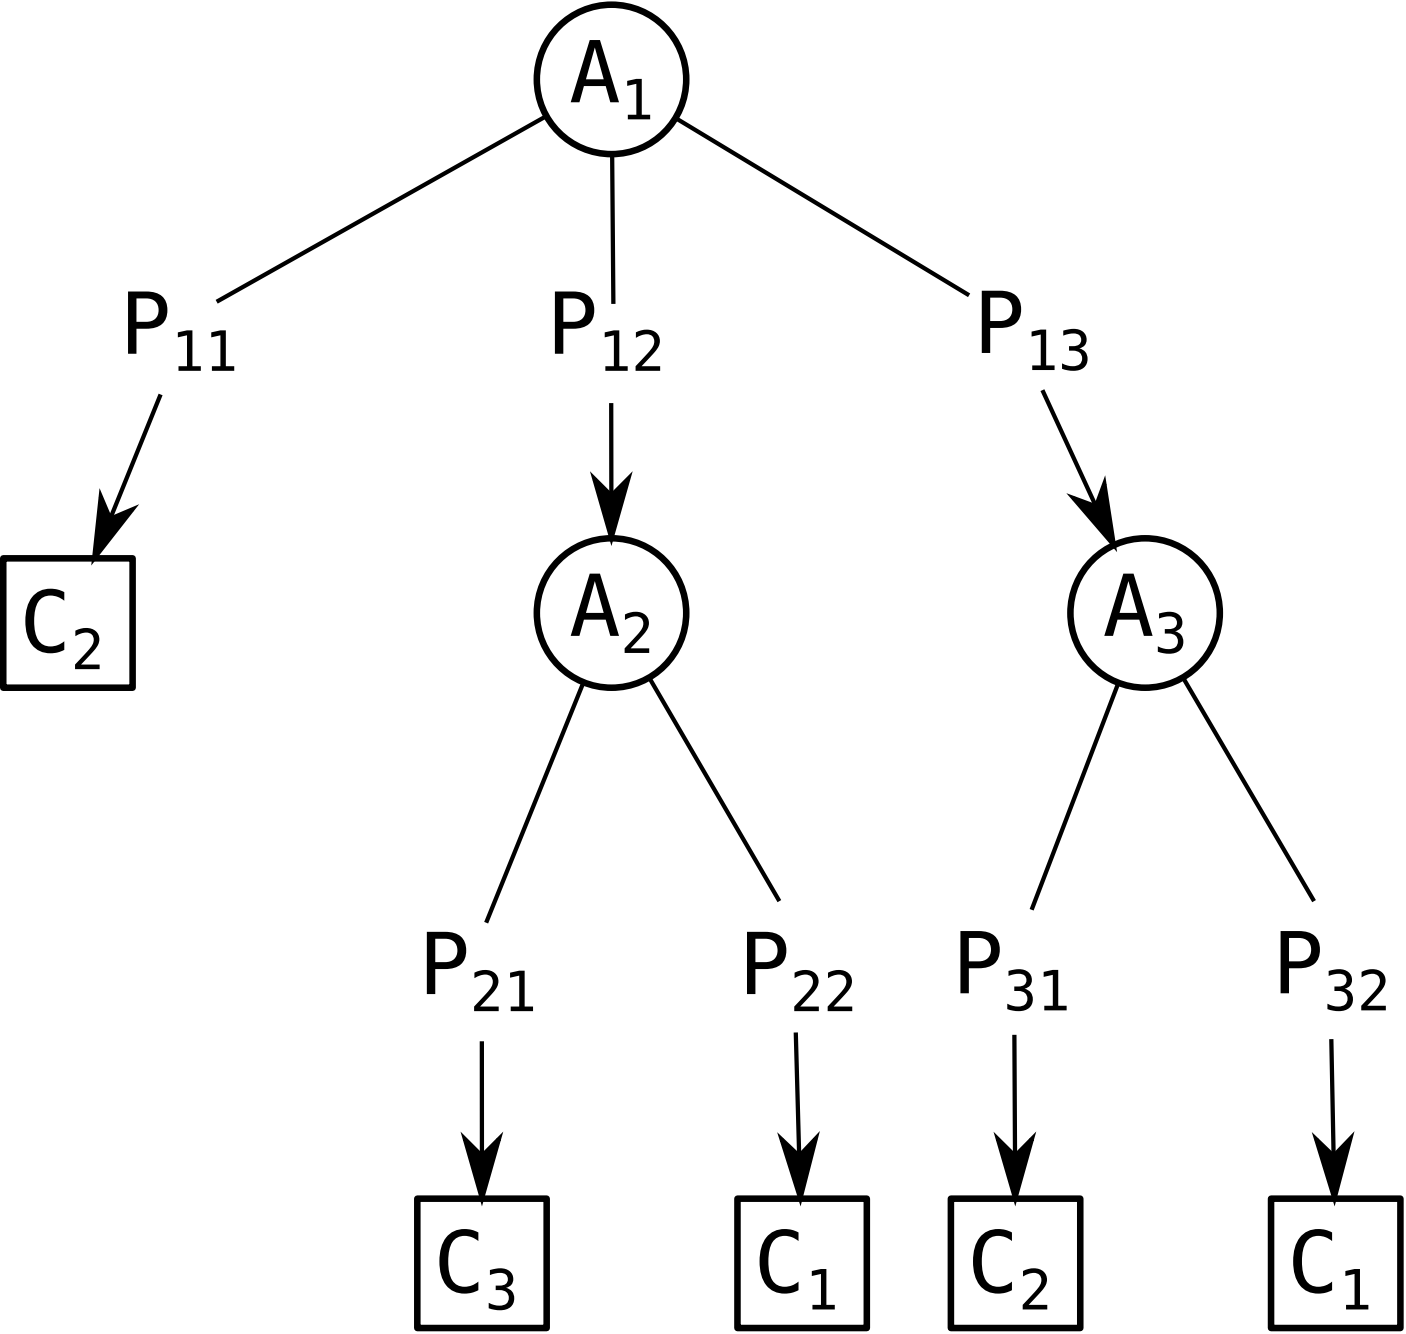 A₁
P₁₁ P₁₂ P₁₃
C₂ A₂ A₃
P₂₁ P₂₂ P₃₁ P₃₂
C₃ C₁ C₂ C₁